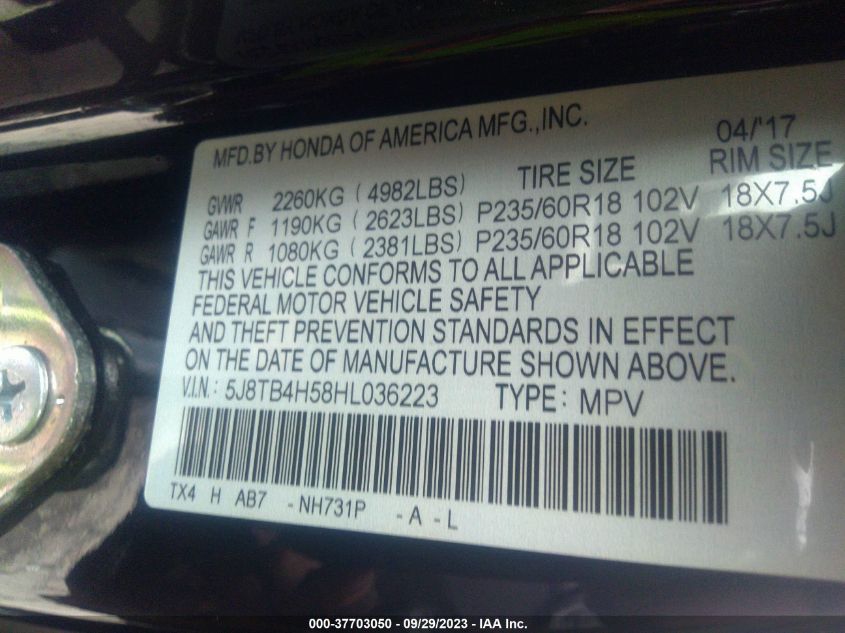 MFD.BY HONDA OF AMERICA MFG.,INC. 04/'17
TIRE SIZE RIM SIZE
GVWR 2260KG ( 4982LBS)
GAWR F 1190KG ( 2623LBS) P235/60R18 102V 18X7.5J
GAWR R 1080KG ( 2381LBS) P235/60R18 102V 18X7.5J
THIS VEHICLE CONFORMS TO ALL APPLICABLE
FEDERAL MOTOR VEHICLE SAFETY
AND THEFT PREVENTION STANDARDS IN EFFECT
ON THE DATE OF MANUFACTURE SHOWN ABOVE.
V.I.N.: 5J8TB4H58HL036223 TYPE: MPV
TX4 H AB7 - NH731P - A - L
000-37703050 - 09/29/2023 - IAA Inc.